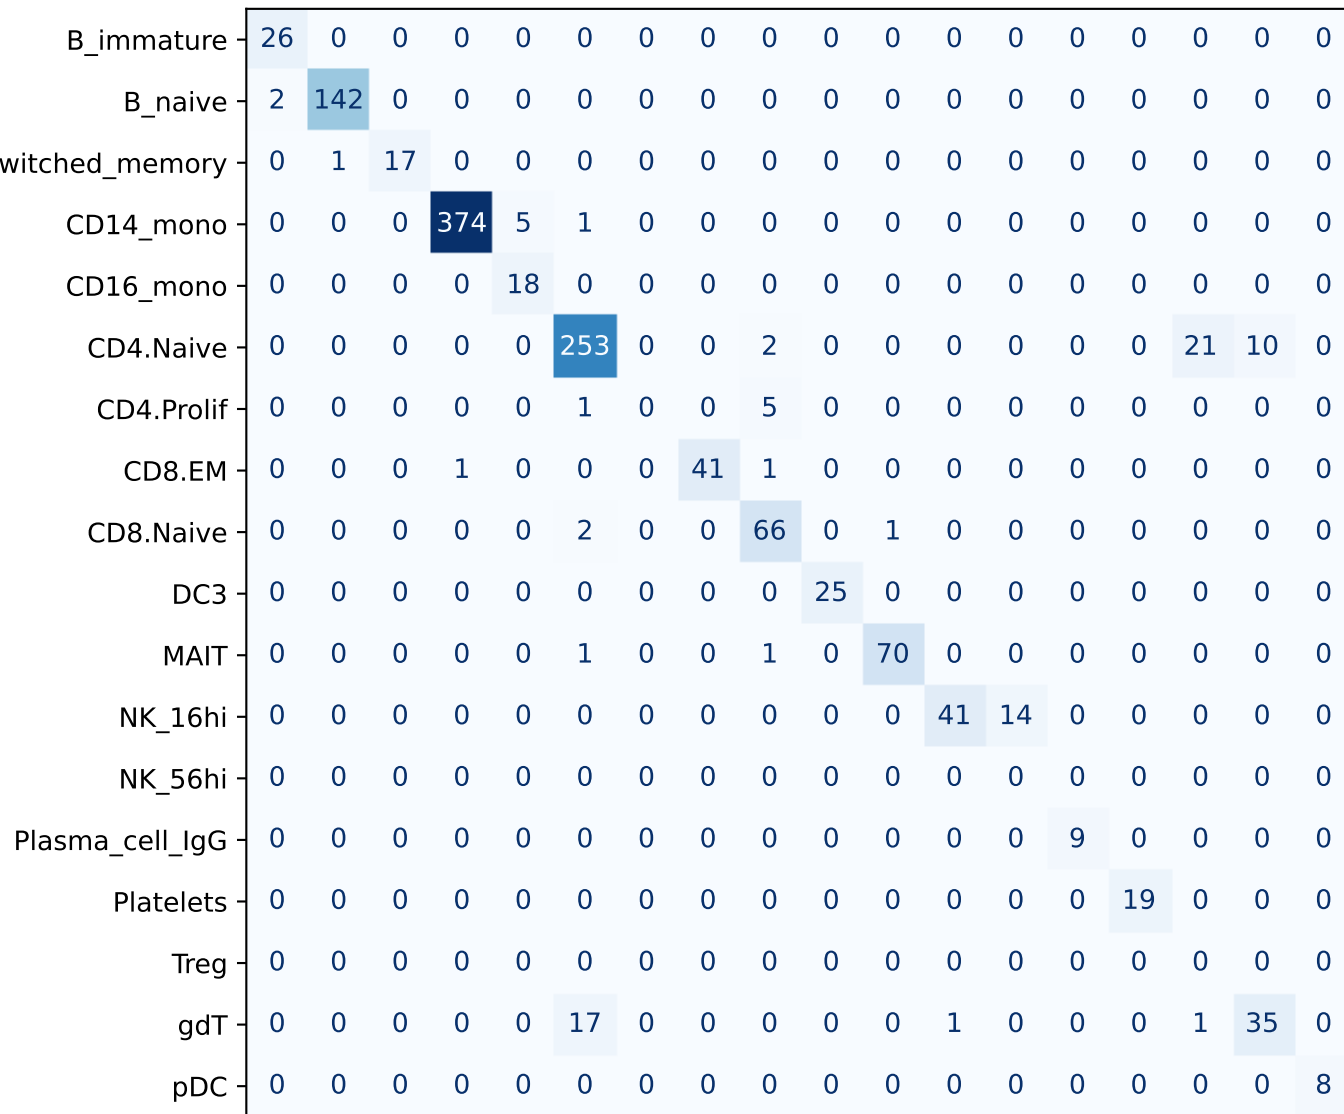 B_immature 26 0 0 0 0 0 0 0 0 0 0 0 0 0 0 0 0 0
B_naive 2 142 0 0 0 0 0 0 0 0 0 0 0 0 0 0 0 0
witched_memory 0 1 17 0 0 0 0 0 0 0 0 0 0 0 0 0 0 0
CD14_mono 0 0 0 374 5 1 0 0 0 0 0 0 0 0 0 0 0 0
CD16_mono 0 0 0 0 18 0 0 0 0 0 0 0 0 0 0 0 0 0
CD4.Naive 0 0 0 0 0 253 0 0 2 0 0 0 0 0 0 21 10 0
CD4.Prolif 0 0 0 0 0 1 0 0 5 0 0 0 0 0 0 0 0 0
CD8.EM 0 0 0 1 0 0 0 41 1 0 0 0 0 0 0 0 0 0
CD8.Naive 0 0 0 0 0 2 0 0 66 0 1 0 0 0 0 0 0 0
DC3 0 0 0 0 0 0 0 0 0 25 0 0 0 0 0 0 0 0
MAIT 0 0 0 0 0 1 0 0 1 0 70 0 0 0 0 0 0 0
NK_16hi 0 0 0 0 0 0 0 0 0 0 0 41 14 0 0 0 0 0
NK_56hi 0 0 0 0 0 0 0 0 0 0 0 0 0 0 0 0 0 0
Plasma_cell_IgG 0 0 0 0 0 0 0 0 0 0 0 0 0 9 0 0 0 0
Platelets 0 0 0 0 0 0 0 0 0 0 0 0 0 0 19 0 0 0
Treg 0 0 0 0 0 0 0 0 0 0 0 0 0 0 0 0 0 0
gdT 0 0 0 0 0 17 0 0 0 0 0 1 0 0 0 1 35 0
pDC 0 0 0 0 0 0 0 0 0 0 0 0 0 0 0 0 0 8